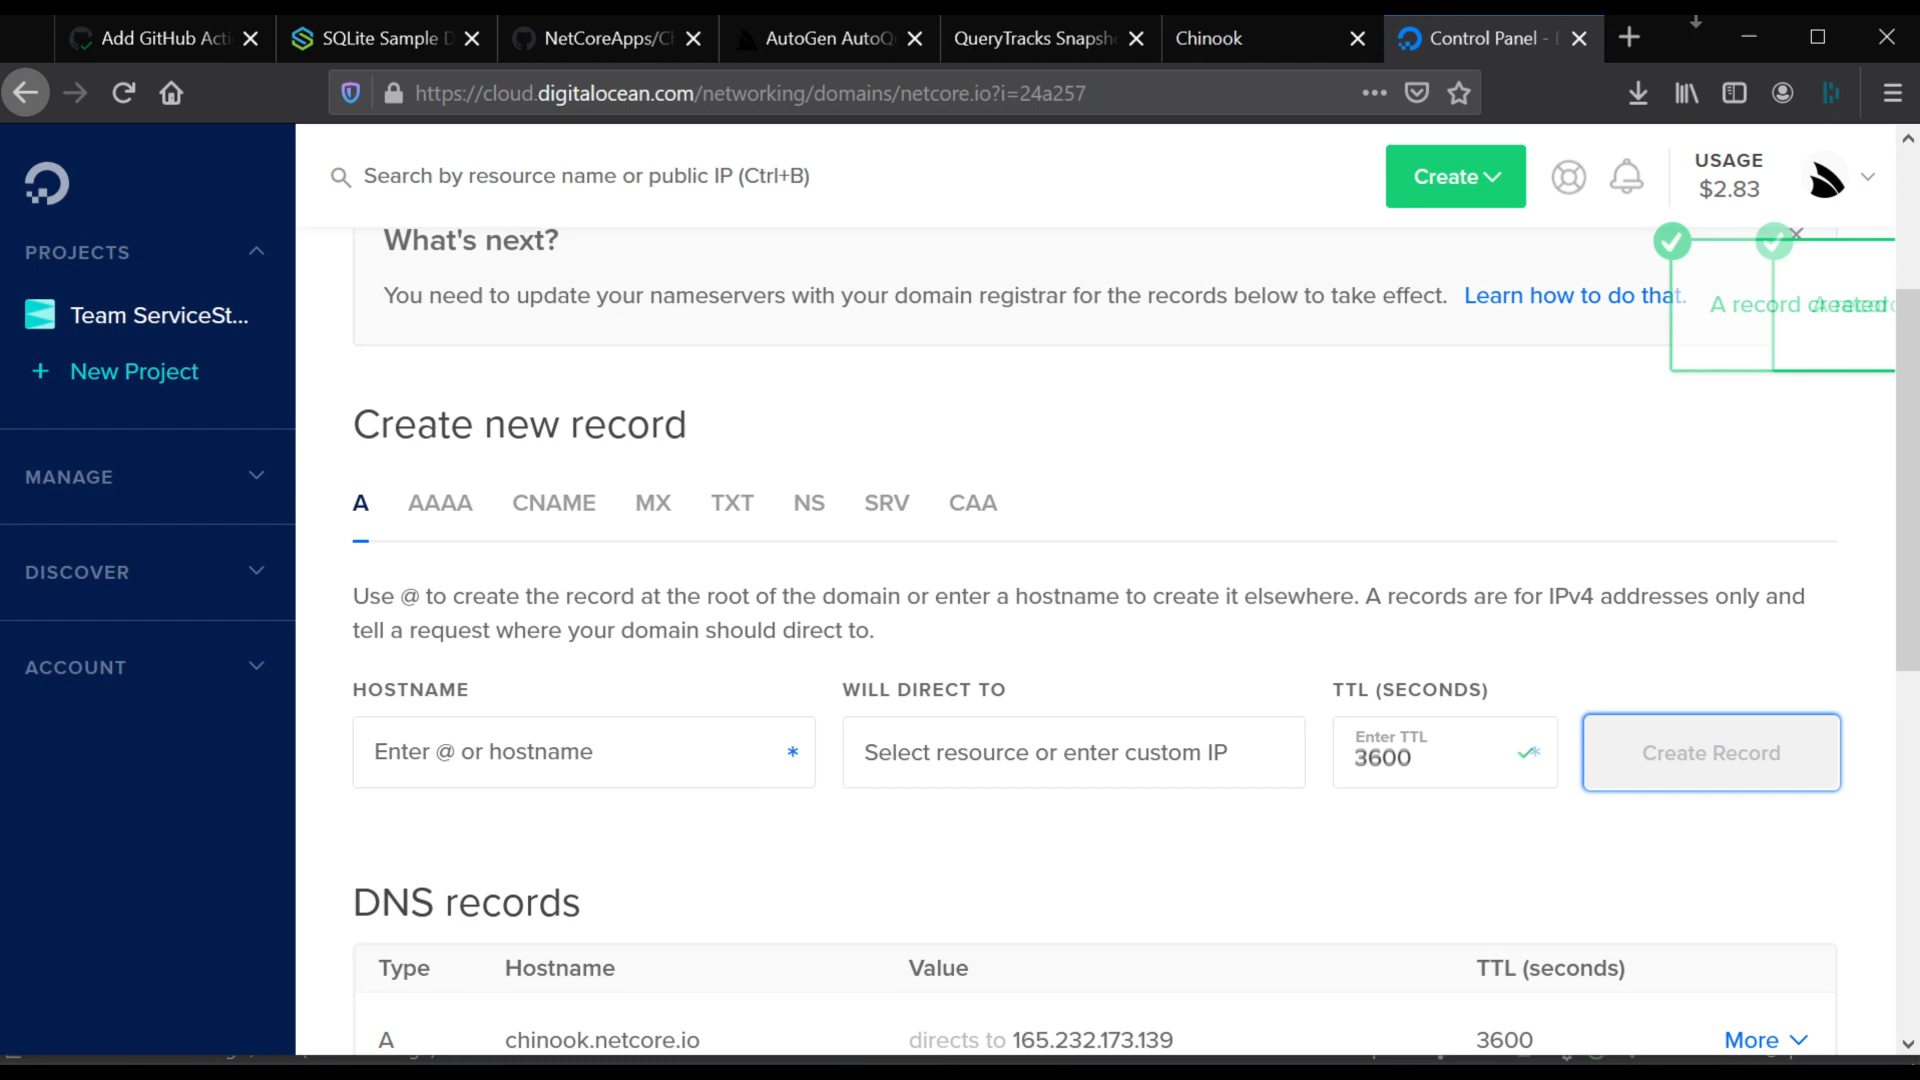 Add GitHub Acti
SQLite Sample D
NetCoreApps/Cl
AutoGen AutoQ
QueryTracks Snapsh
Chinook
Control Panel -
https://cloud.digitalocean.com/networking/domains/netcore.io?i=24a257
Search by resource name or public IP (Ctrl+B)
Create
USAGE
$2.83
PROJECTS
Team ServiceSt...
+ New Project
MANAGE
DISCOVER
ACCOUNT
What's next?
You need to update your nameservers with your domain registrar for the records below to take effect. Learn how to do that.
A record created
Create new record
A AAAA CNAME MX TXT NS SRV CAA
Use @ to create the record at the root of the domain or enter a hostname to create it elsewhere. A records are for IPv4 addresses only and
tell a request where your domain should direct to.
HOSTNAME WILL DIRECT TO TTL (SECONDS)
Enter @ or hostname *
Select resource or enter custom IP
Enter TTL
3600
Create Record
DNS records
Type Hostname Value TTL (seconds)
A chinook.netcore.io directs to 165.232.173.139 3600 More